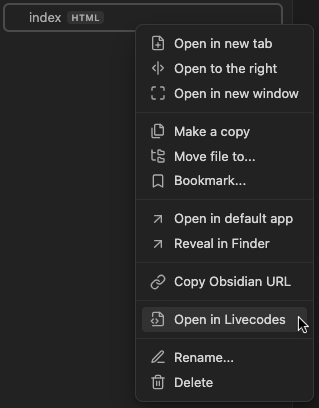 index HTML
Open in new tab
Open to the right
Open in new window
Make a copy
Move file to...
Bookmark...
Open in default app
Reveal in Finder
Copy Obsidian URL
Open in Livecodes
Rename...
Delete